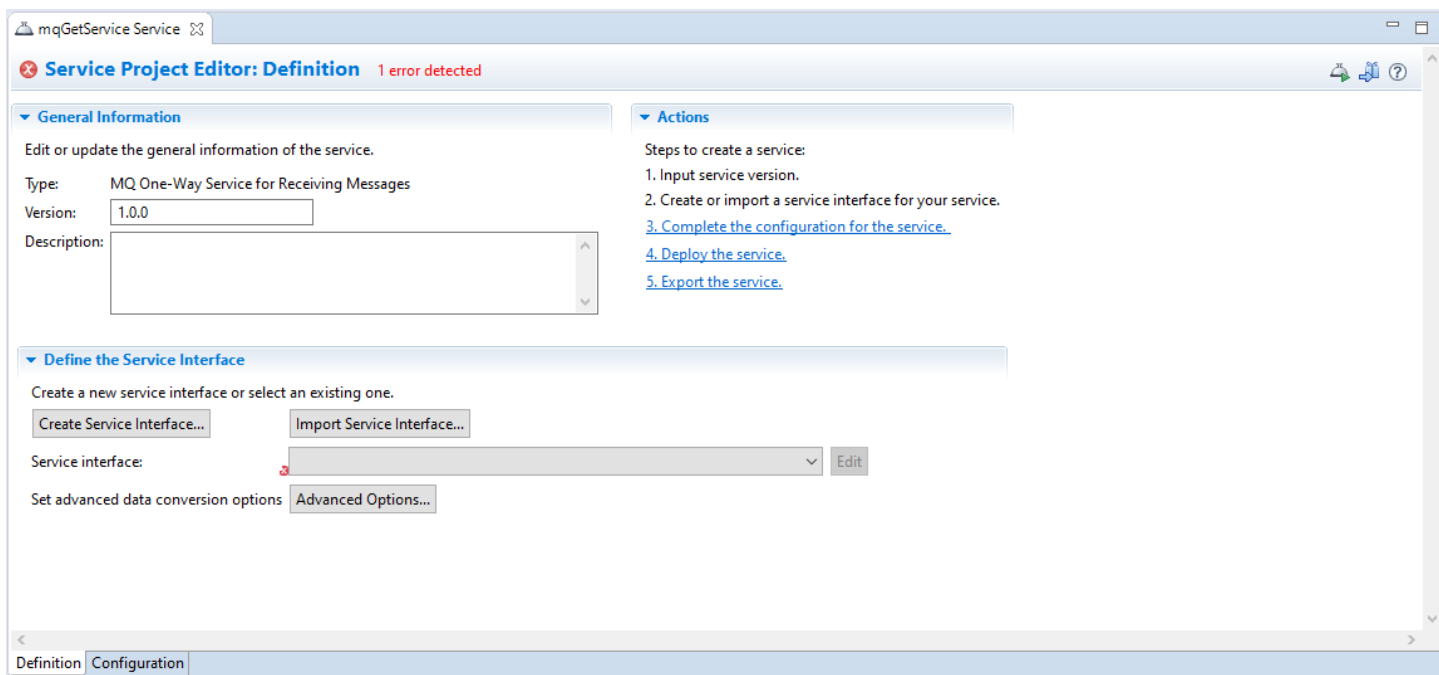 mqGetService Service
Service Project Editor: Definition 1 error detected
General Information
Edit or update the general information of the service.
Type: MQ One-Way Service for Receiving Messages
Version: 1.0.0
Description:
Actions
Steps to create a service:
1. Input service version.
2. Create or import a service interface for your service.
3. Complete the configuration for the service.
4. Deploy the service.
5. Export the service.
Define the Service Interface
Create a new service interface or select an existing one.
Create Service Interface... Import Service Interface...
Service interface: Edit
Set advanced data conversion options Advanced Options...
Definition Configuration